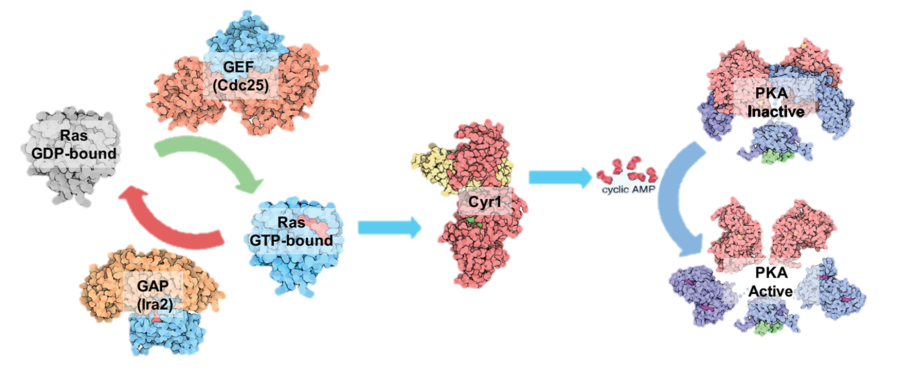 GEF
(Cdc25)
Ras
GDP-bound
Ras
GTP-bound
GAP
(Ira2)
Cyr1
cyclic AMP
PKA
Inactive
PKA
Active